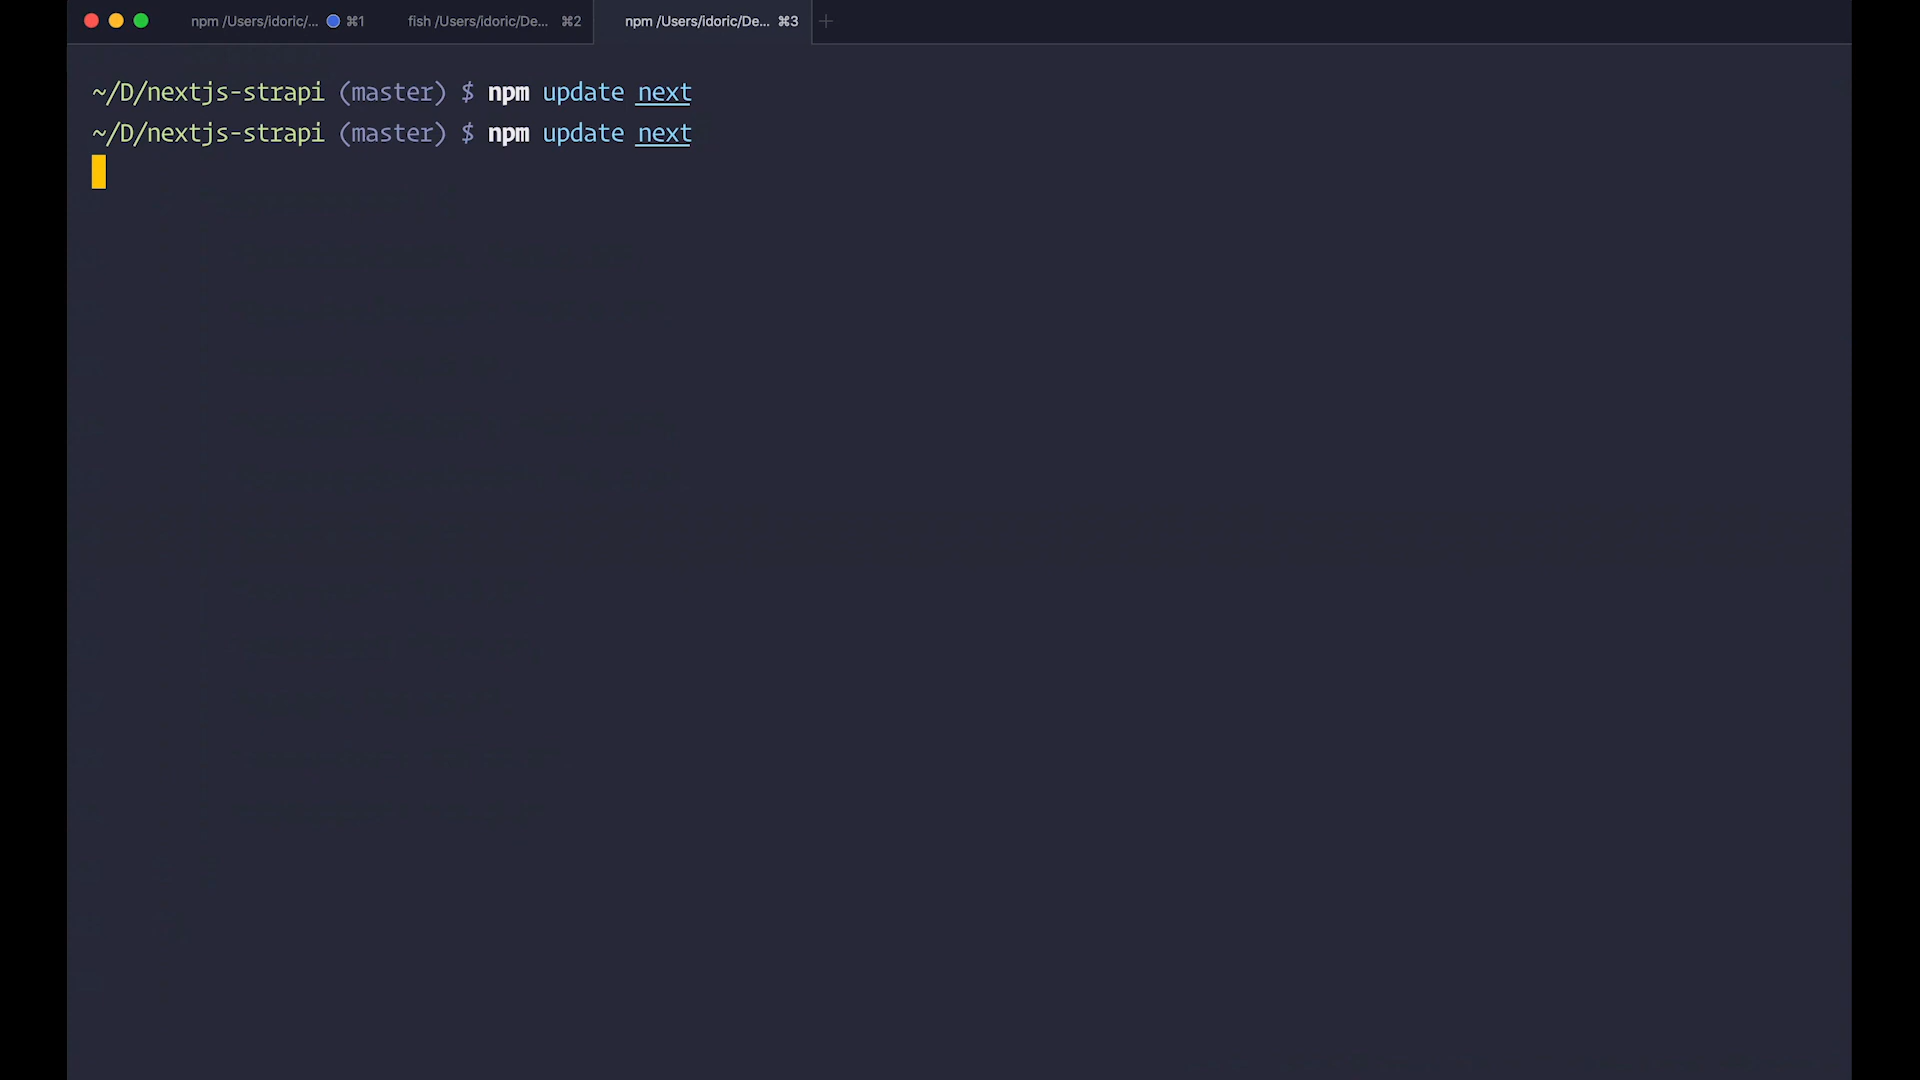 npm /Users/idoric/... ⌘1
fish /Users/idoric/De... ⌘2
npm /Users/idoric/De... ⌘3
~/D/nextjs-strapi (master) $ npm update next
~/D/nextjs-strapi (master) $ npm update next